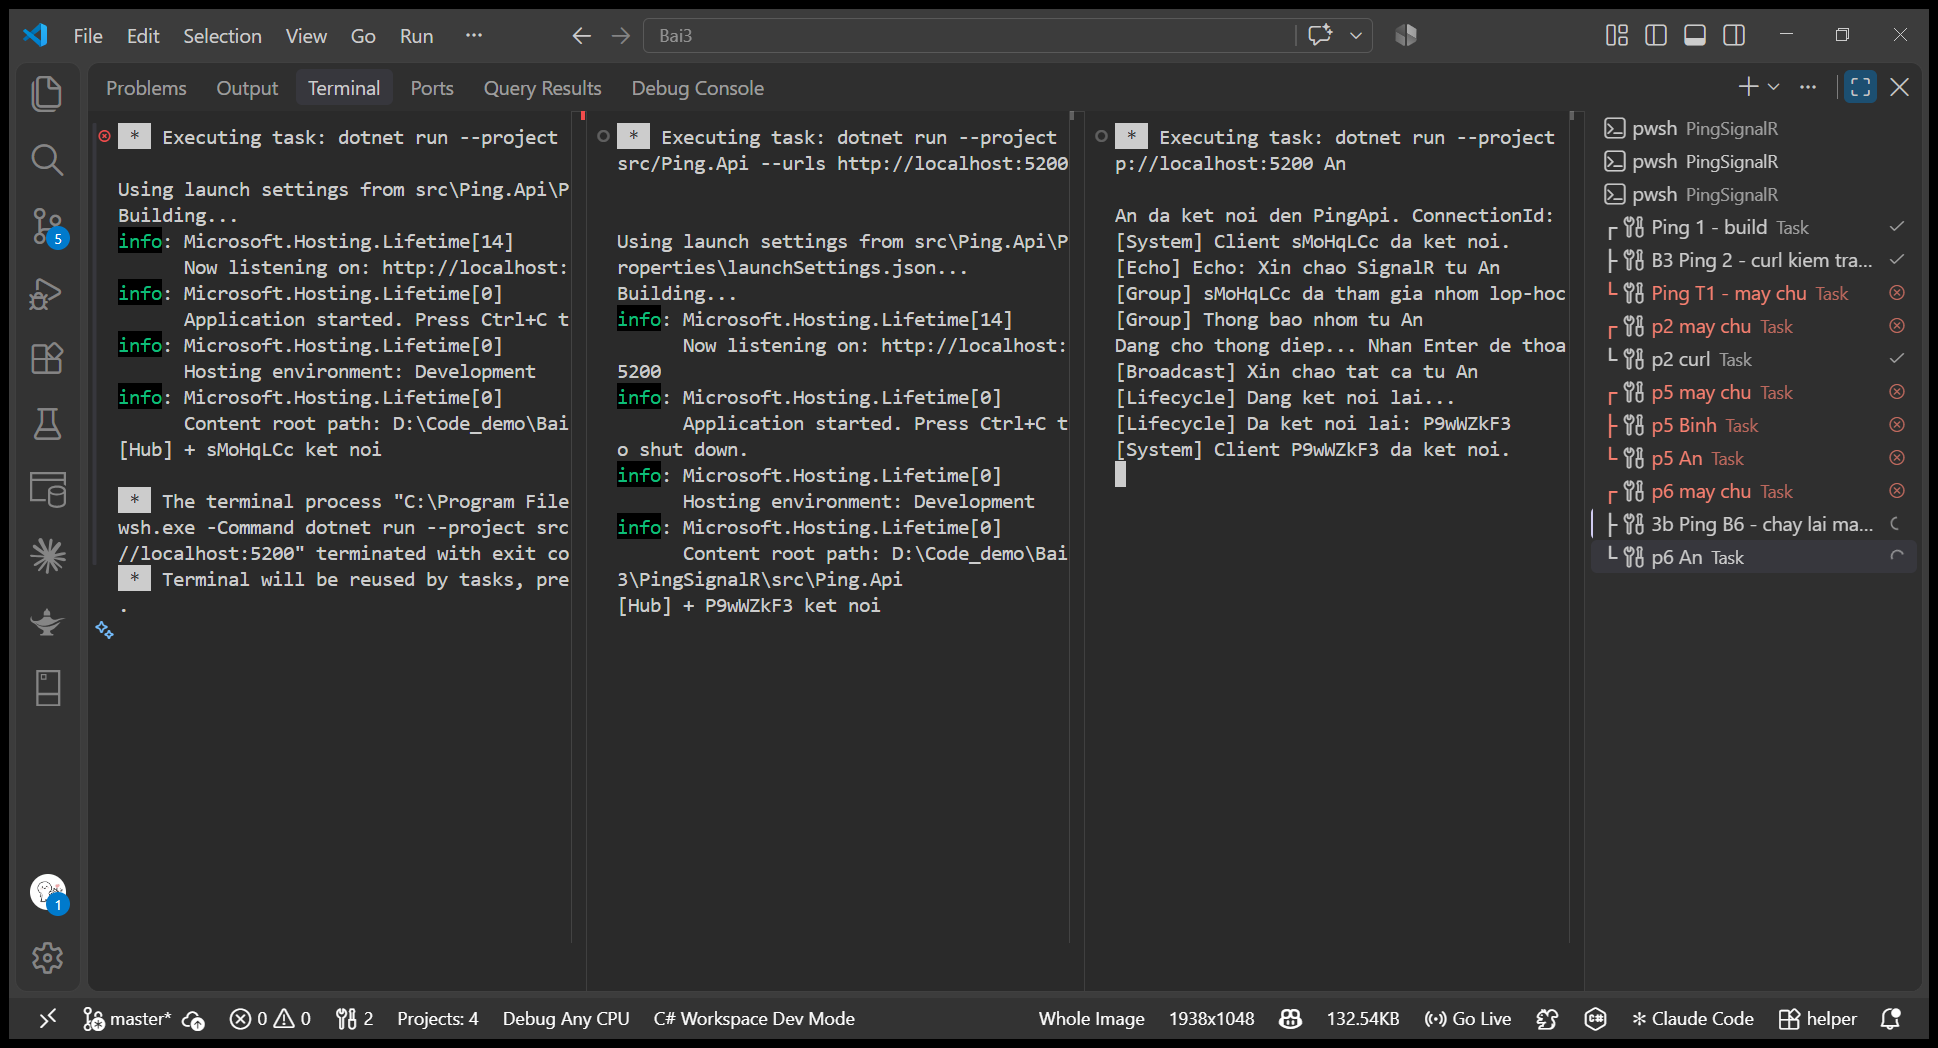 File Edit Selection View Go Run ···
Bai3
Problems Output Terminal Ports Query Results Debug Console
* Executing task: dotnet run --project
Using launch settings from src\Ping.Api\P
Building...
info: Microsoft.Hosting.Lifetime[14]
Now listening on: http://localhost:
info: Microsoft.Hosting.Lifetime[0]
Application started. Press Ctrl+C t
info: Microsoft.Hosting.Lifetime[0]
Hosting environment: Development
info: Microsoft.Hosting.Lifetime[0]
Content root path: D:\Code_demo\Bai
[Hub] + sMoHqLCc ket noi
* The terminal process "C:\Program File
wsh.exe -Command dotnet run --project src
//localhost:5200" terminated with exit co
* Terminal will be reused by tasks, pre
.
* Executing task: dotnet run --project
src/Ping.Api --urls http://localhost:5200
Using launch settings from src\Ping.Api\P
roperties\launchSettings.json...
Building...
info: Microsoft.Hosting.Lifetime[14]
Now listening on: http://localhost:
5200
info: Microsoft.Hosting.Lifetime[0]
Application started. Press Ctrl+C t
o shut down.
info: Microsoft.Hosting.Lifetime[0]
Hosting environment: Development
info: Microsoft.Hosting.Lifetime[0]
Content root path: D:\Code_demo\Bai
3\PingSignalR\src\Ping.Api
[Hub] + P9wWZkF3 ket noi
* Executing task: dotnet run --project
p://localhost:5200 An
An da ket noi den PingApi. ConnectionId:
[System] Client sMoHqLCc da ket noi.
[Echo] Echo: Xin chao SignalR tu An
[Group] sMoHqLCc da tham gia nhom lop-hoc
[Group] Thong bao nhom tu An
Dang cho thong diep... Nhan Enter de thoa
[Broadcast] Xin chao tat ca tu An
[Lifecycle] Dang ket noi lai...
[Lifecycle] Da ket noi lai: P9wWZkF3
[System] Client P9wWZkF3 da ket noi.
pwsh PingSignalR
pwsh PingSignalR
pwsh PingSignalR
Ping 1 - build Task
B3 Ping 2 - curl kiem tra...
Ping T1 - may chu Task
p2 may chu Task
p2 curl Task
p5 may chu Task
p5 Binh Task
p5 An Task
p6 may chu Task
3b Ping B6 - chay lai ma...
p6 An Task
5
1
master* 0 0 2 Projects: 4 Debug Any CPU C# Workspace Dev Mode Whole Image 1938x1048 132.54KB Go Live C# Claude Code helper